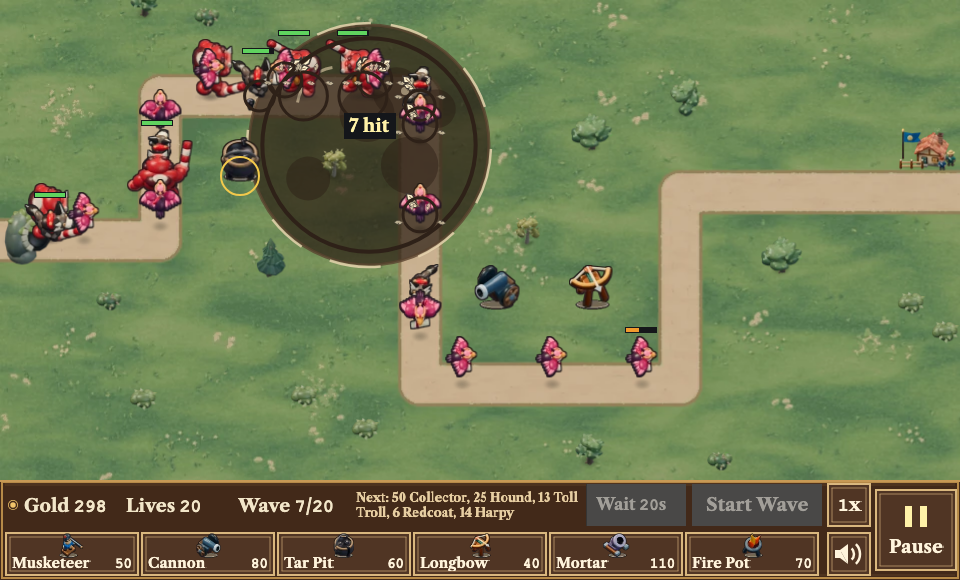 7 hit
Gold 298
Lives 20
Wave 7/20
Next: 50 Collector, 25 Hound, 13 Toll
Troll, 6 Redcoat, 14 Harpy
Wait 20s
Start Wave
1x
Pause
Musketeer 50
Cannon 80
Tar Pit 60
Longbow 40
Mortar 110
Fire Pot 70